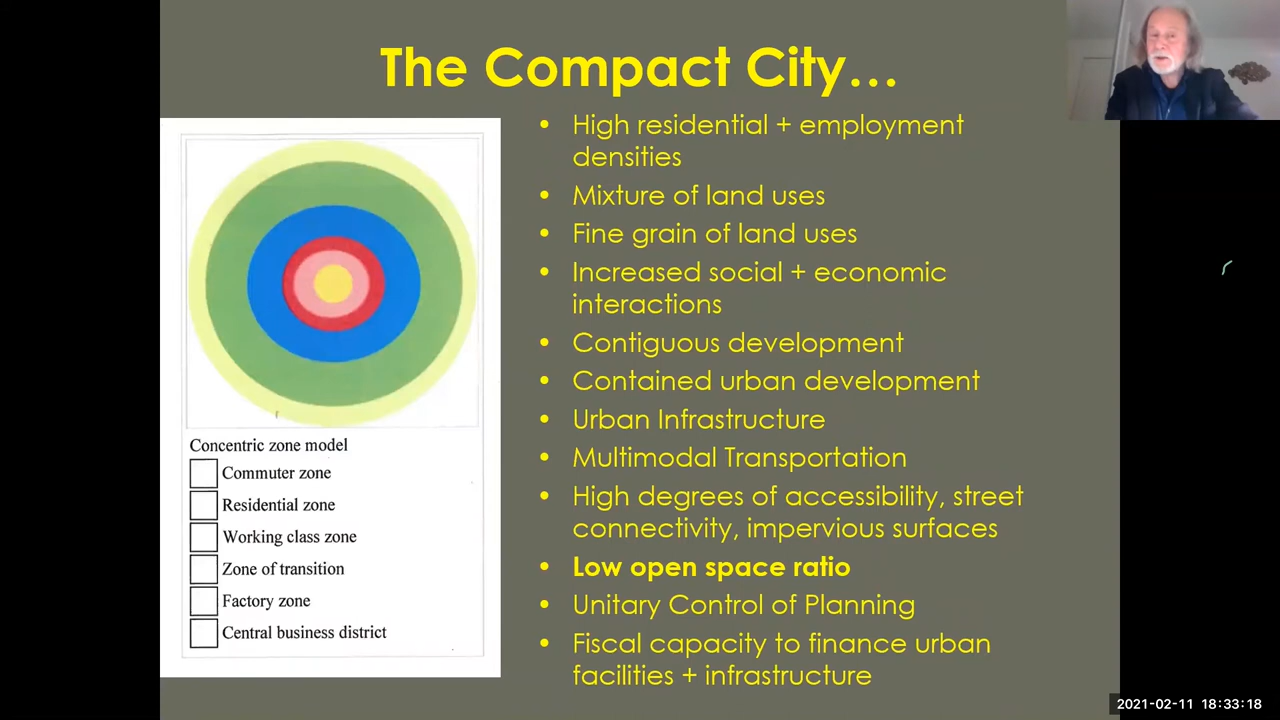 The Compact City…
Concentric zone model
Commuter zone
Residential zone
Working class zone
Zone of transition
Factory zone
Central business district
• High residential + employment
densities
• Mixture of land uses
• Fine grain of land uses
• Increased social + economic
interactions
• Contiguous development
• Contained urban development
• Urban Infrastructure
• Multimodal Transportation
• High degrees of accessibility, street
connectivity, impervious surfaces
• Low open space ratio
• Unitary Control of Planning
• Fiscal capacity to finance urban
facilities + infrastructure
2021-02-11 18:33:18